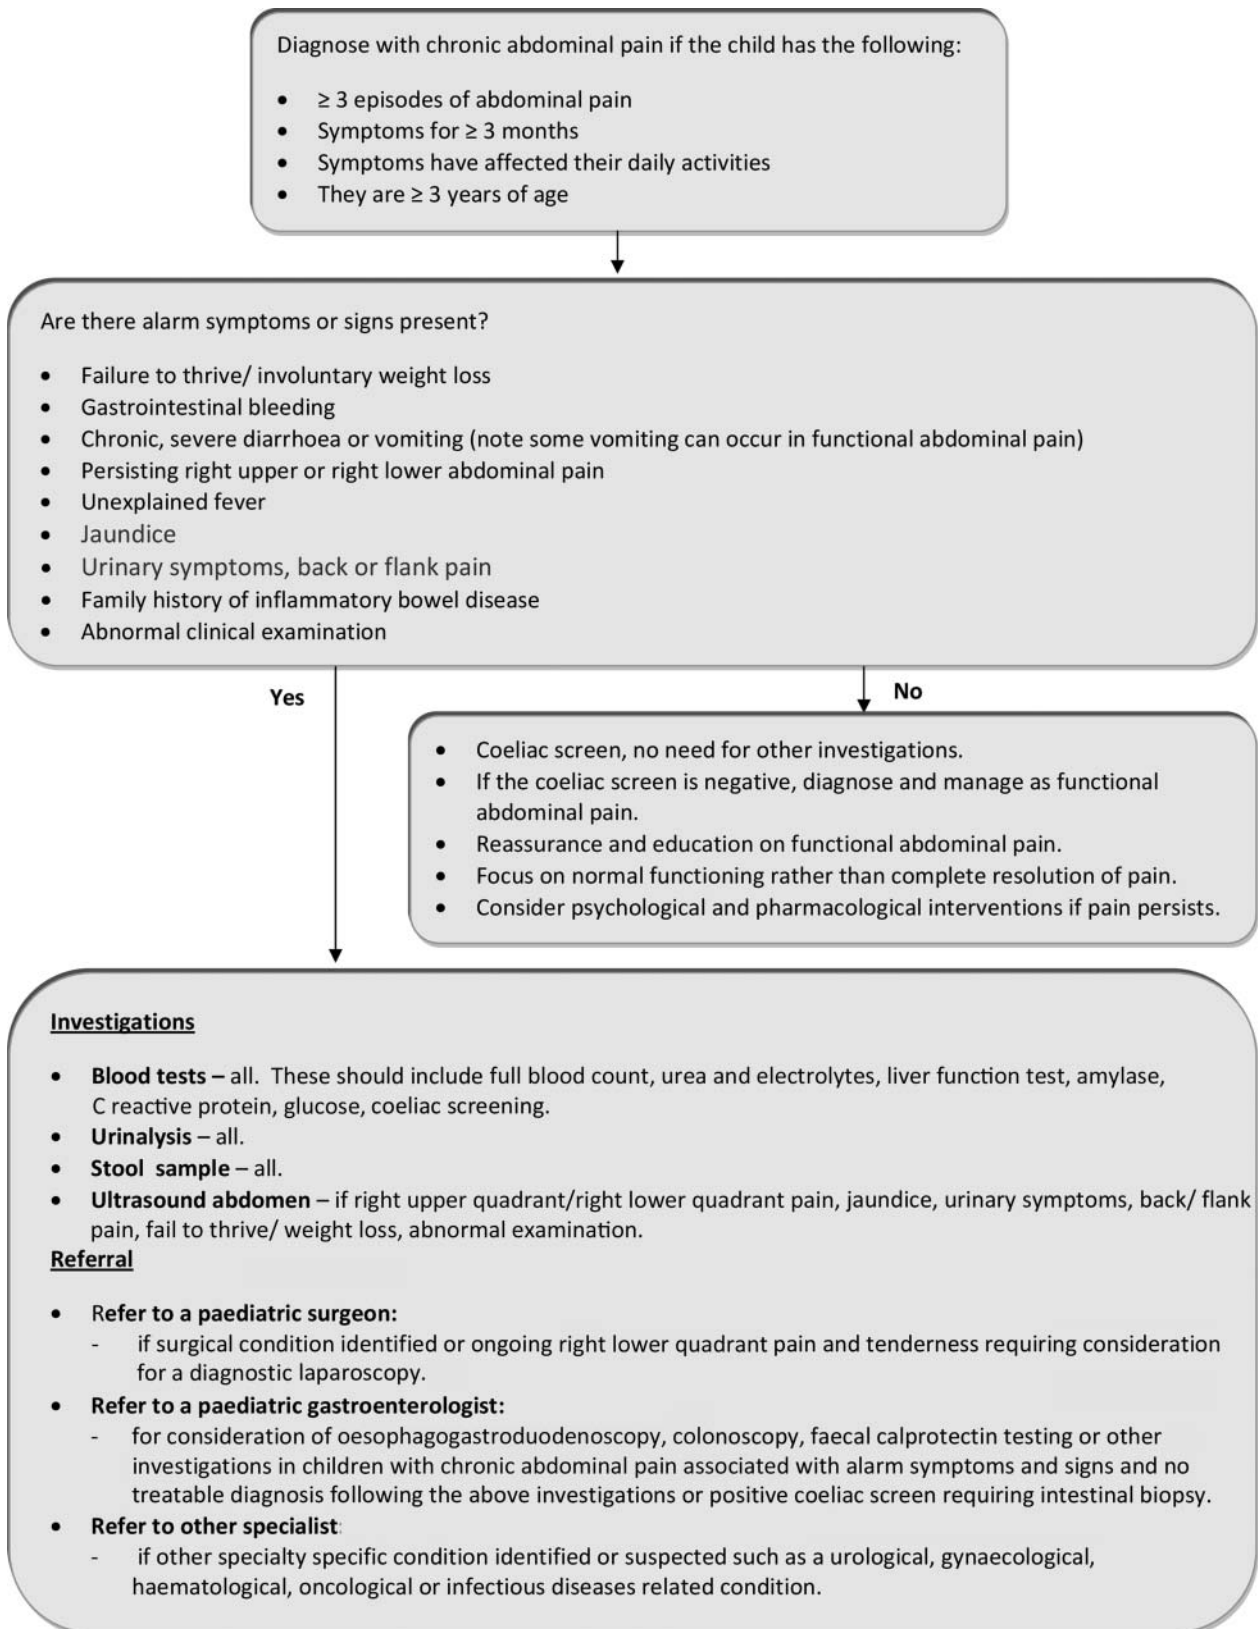 Diagnose with chronic abdominal pain if the child has the following:
• ≥ 3 episodes of abdominal pain
• Symptoms for ≥ 3 months
• Symptoms have affected their daily activities
• They are ≥ 3 years of age
Are there alarm symptoms or signs present?
• Failure to thrive/ involuntary weight loss
• Gastrointestinal bleeding
• Chronic, severe diarrhoea or vomiting (note some vomiting can occur in functional abdominal pain)
• Persisting right upper or right lower abdominal pain
• Unexplained fever
• Jaundice
• Urinary symptoms, back or flank pain
• Family history of inflammatory bowel disease
• Abnormal clinical examination
Yes
No
• Coeliac screen, no need for other investigations.
• If the coeliac screen is negative, diagnose and manage as functional
abdominal pain.
• Reassurance and education on functional abdominal pain.
• Focus on normal functioning rather than complete resolution of pain.
• Consider psychological and pharmacological interventions if pain persists.
Investigations
• Blood tests – all. These should include full blood count, urea and electrolytes, liver function test, amylase,
C reactive protein, glucose, coeliac screening.
• Urinalysis – all.
• Stool sample – all.
• Ultrasound abdomen – if right upper quadrant/right lower quadrant pain, jaundice, urinary symptoms, back/ flank
pain, fail to thrive/ weight loss, abnormal examination.
Referral
• Refer to a paediatric surgeon:
- if surgical condition identified or ongoing right lower quadrant pain and tenderness requiring consideration
for a diagnostic laparoscopy.
• Refer to a paediatric gastroenterologist:
- for consideration of oesophagogastroduodenoscopy, colonoscopy, faecal calprotectin testing or other
investigations in children with chronic abdominal pain associated with alarm symptoms and signs and no
treatable diagnosis following the above investigations or positive coeliac screen requiring intestinal biopsy.
• Refer to other specialist:
- if other specialty specific condition identified or suspected such as a urological, gynaecological,
haematological, oncological or infectious diseases related condition.